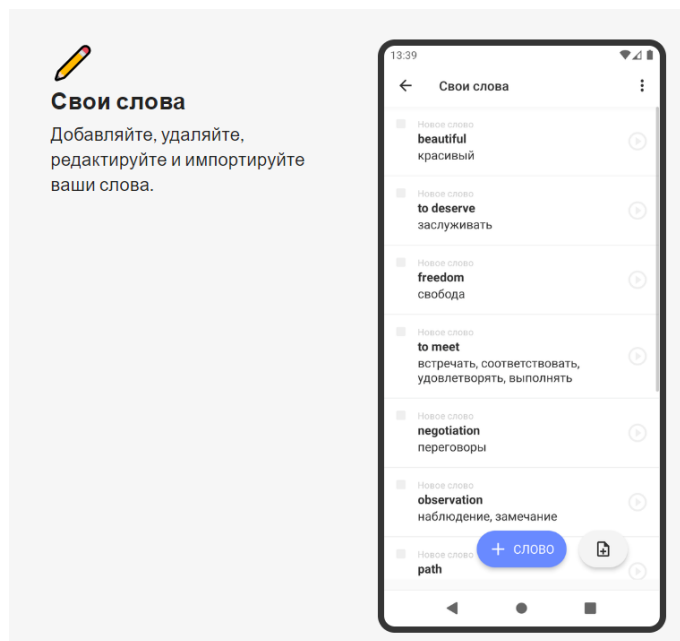 Свои слова
Добавляйте, удаляйте,
редактируйте и импортируйте
ваши слова.
13:39
Свои слова
Новое слово
beautiful
красивый
Новое слово
to deserve
заслуживать
Новое слово
freedom
свобода
Новое слово
to meet
встречать, соответствовать,
удовлетворять, выполнять
Новое слово
negotiation
переговоры
Новое слово
observation
наблюдение, замечание
+ СЛОВО
Новое слово
path